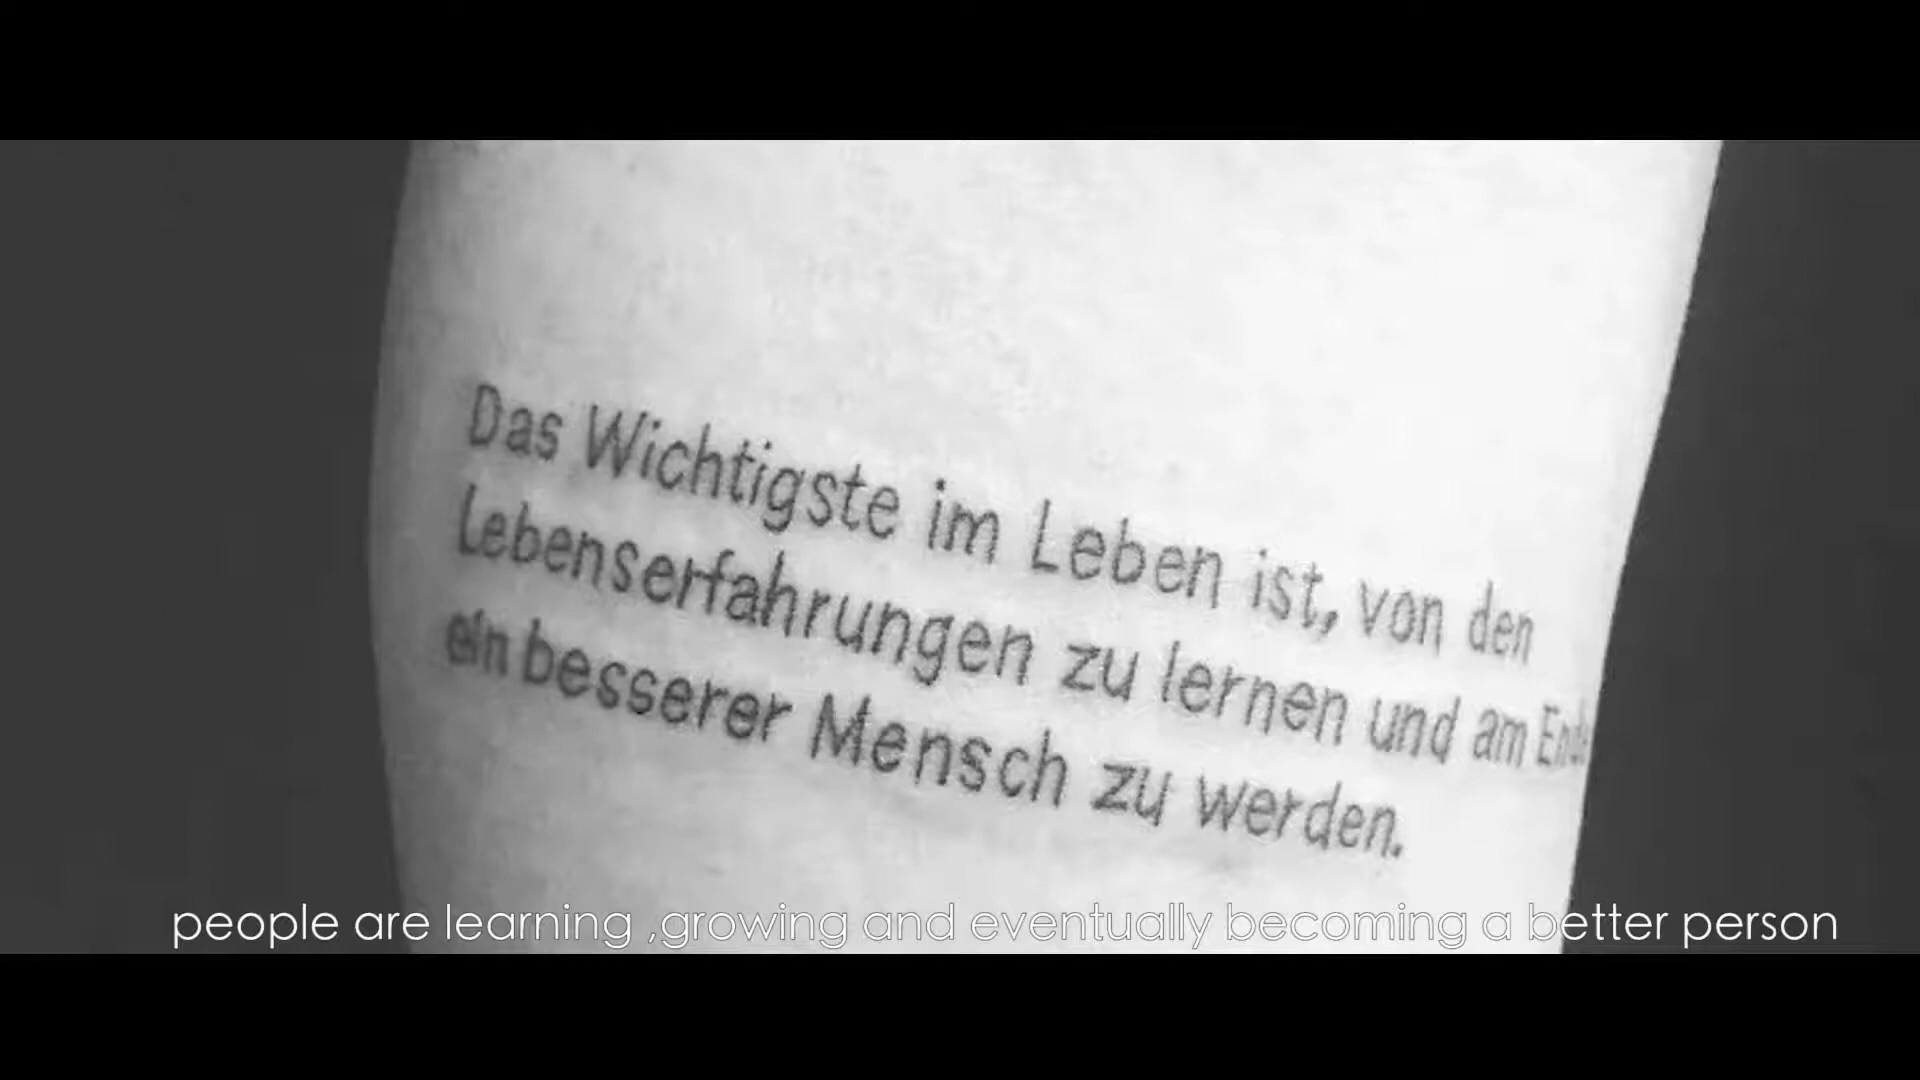 Das Wichtigste im Leben ist, von den
Lebenserfahrungen zu lernen und am Ende
ein besserer Mensch zu werden.
people are learning ,growing and eventually becoming a better person